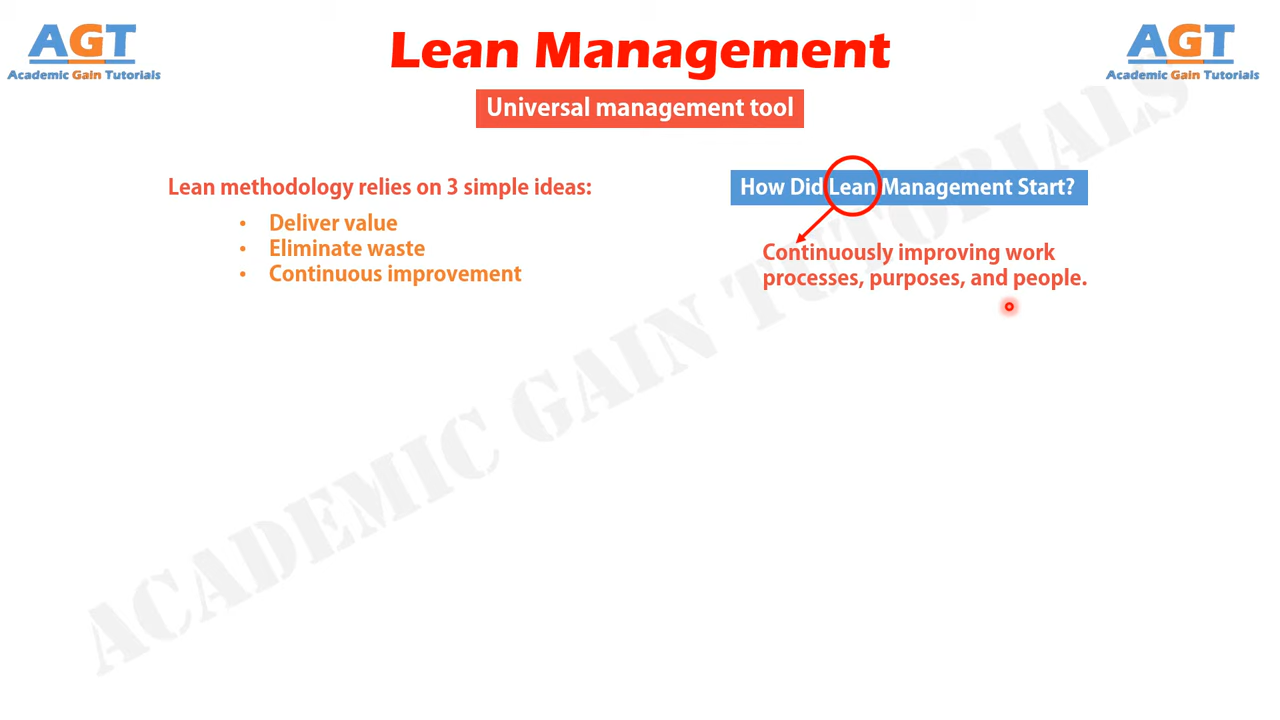 AGT
Academic Gain Tutorials
Lean Management
AGT
Academic Gain Tutorials
Universal management tool
Lean methodology relies on 3 simple ideas:
• Deliver value
• Eliminate waste
• Continuous improvement
How Did Lean Management Start?
Continuously improving work
processes, purposes, and people.
ACADEMIC GAIN TUTORIALS